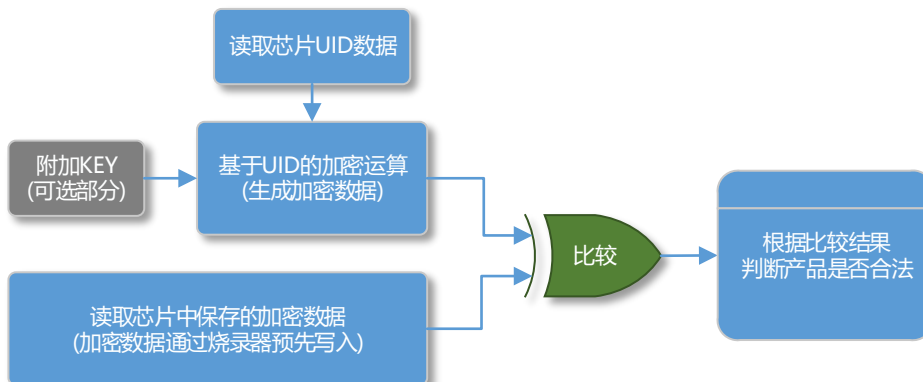 读取芯片UID数据
附加KEY
(可选部分)
基于UID的加密运算
(生成加密数据)
比较
根据比较结果
判断产品是否合法
读取芯片中保存的加密数据
(加密数据通过烧录器预先写入)